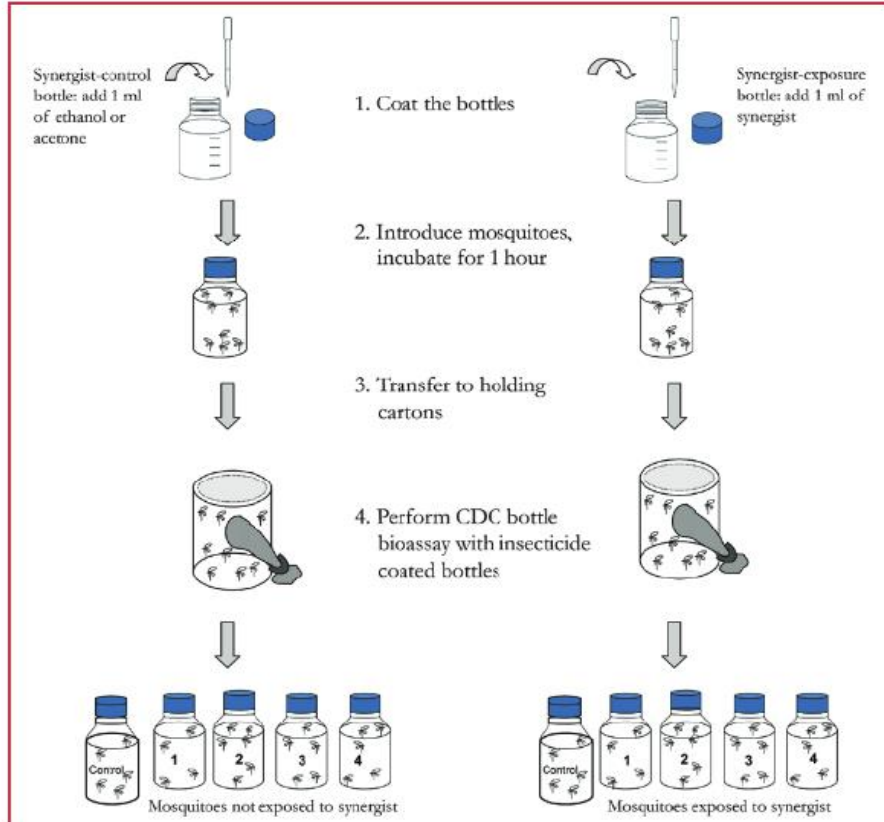 Synergist-control
bottle: add 1 ml
of ethanol or
acetone
1. Coat the bottles
Synergist-exposure
bottle: add 1 ml of
synergist
2. Introduce mosquitoes,
incubate for 1 hour
3. Transfer to holding
cartons
4. Perform CDC bottle
bioassay with insecticide
coated bottles
Control
1
2
3
4
Mosquitoes not exposed to synergist
Control
1
2
3
4
Mosquitoes exposed to synergist